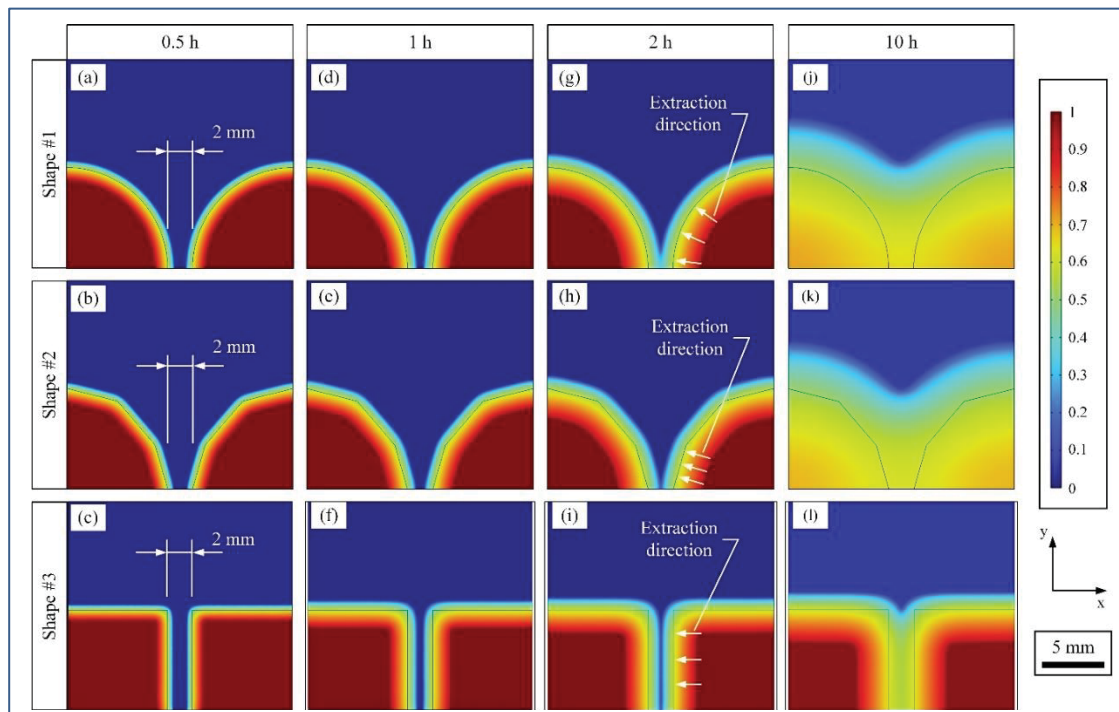 0.5 h
1 h
2 h
10 h
Shape #1
(a)
2 mm
(d)
(g)
Extraction
direction
(j)
Shape #2
(b)
2 mm
(e)
(h)
Extraction
direction
(k)
Shape #3
(c)
2 mm
(f)
(i)
Extraction
direction
(l)
1
0.9
0.8
0.7
0.6
0.5
0.4
0.3
0.2
0.1
0
y
x
5 mm